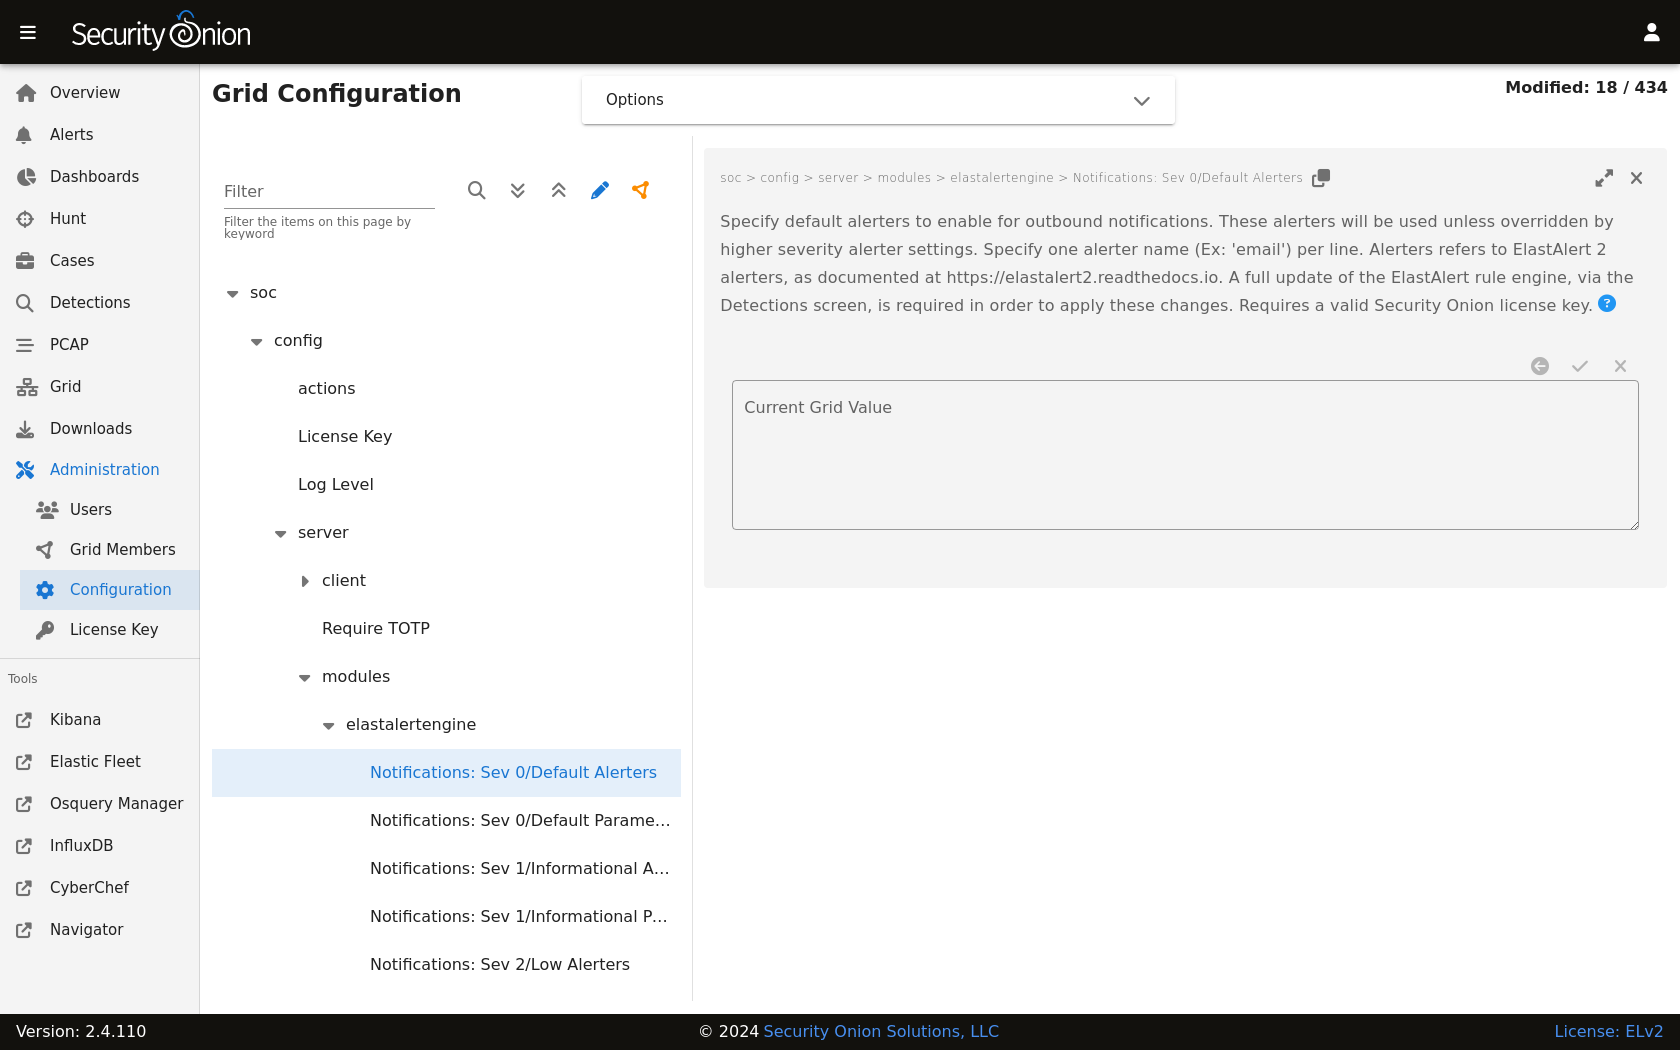 Security Onion
Overview
Alerts
Dashboards
Hunt
Cases
Detections
PCAP
Grid
Downloads
Administration
Users
Grid Members
Configuration
License Key
Tools
Kibana
Elastic Fleet
Osquery Manager
InfluxDB
CyberChef
Navigator
Grid Configuration
Options
Modified: 18 / 434
Filter
Filter the items on this page by
keyword
soc
config
actions
License Key
Log Level
server
client
Require TOTP
modules
elastalertengine
Notifications: Sev 0/Default Alerters
Notifications: Sev 0/Default Parame...
Notifications: Sev 1/Informational A...
Notifications: Sev 1/Informational P...
Notifications: Sev 2/Low Alerters
soc > config > server > modules > elastalertengine > Notifications: Sev 0/Default Alerters
Specify default alerters to enable for outbound notifications. These alerters will be used unless overridden by
higher severity alerter settings. Specify one alerter name (Ex: 'email') per line. Alerters refers to ElastAlert 2
alerters, as documented at https://elastalert2.readthedocs.io. A full update of the ElastAlert rule engine, via the
Detections screen, is required in order to apply these changes. Requires a valid Security Onion license key. ?
Current Grid Value
Version: 2.4.110
© 2024 Security Onion Solutions, LLC
License: ELv2